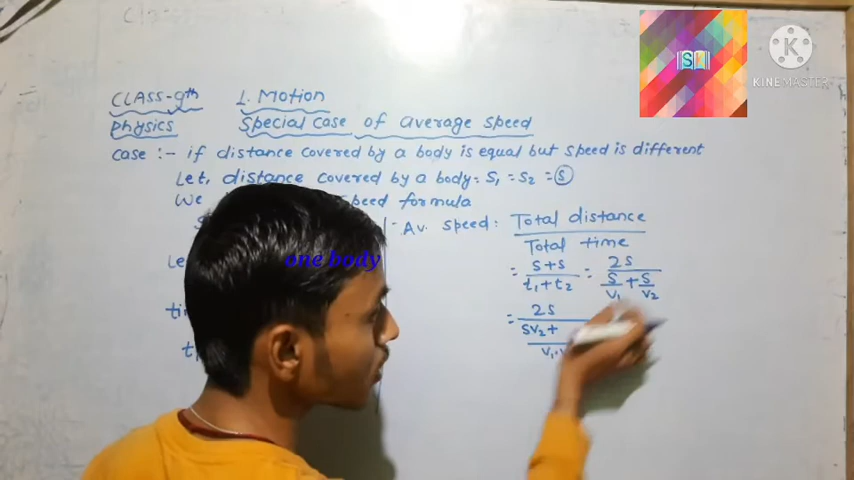 SL
KINEMASTER
CLASS-9th 1. Motion
Physics Special case of average speed
case :- if distance covered by a body is equal but speed is different
Let, distance covered by a body = S₁ = S₂ = S
We speed formula
Av. speed = Total distance
Total time
= S+S / t₁+t₂ = 2S / S/V₁ + S/V₂
= 2S / SV₂+
one body